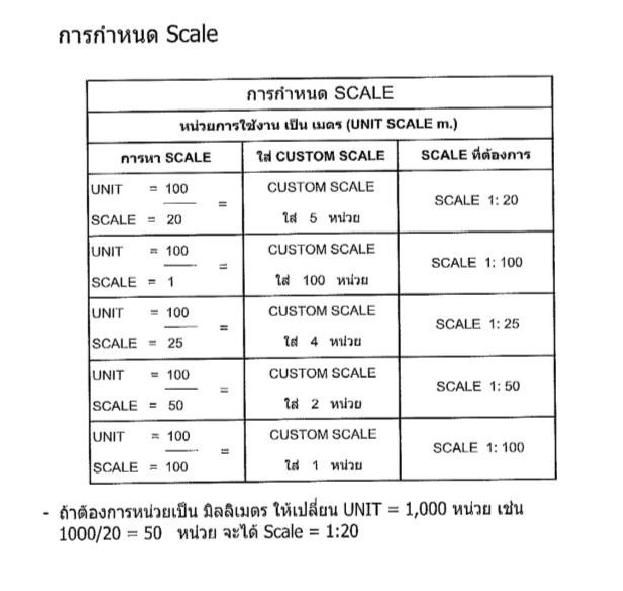 การกำหนด Scale
การกำหนด SCALE
หน่วยการใช้งาน เป็น เมตร (UNIT SCALE m.)
การหา SCALE ใส่ CUSTOM SCALE SCALE ที่ต้องการ
UNIT = 100 CUSTOM SCALE
= SCALE 1: 20
SCALE = 20 ใส่ 5 หน่วย
UNIT = 100 CUSTOM SCALE
= SCALE 1: 100
SCALE = 1 ใส่ 100 หน่วย
UNIT = 100 CUSTOM SCALE
= SCALE 1: 25
SCALE = 25 ใส่ 4 หน่วย
UNIT = 100 CUSTOM SCALE
= SCALE 1: 50
SCALE = 50 ใส่ 2 หน่วย
UNIT = 100 CUSTOM SCALE
= SCALE 1: 100
SCALE = 100 ใส่ 1 หน่วย
- ถ้าต้องการหน่วยเป็น มิลลิเมตร ให้เปลี่ยน UNIT = 1,000 หน่วย เช่น
1000/20 = 50 หน่วย จะได้ Scale = 1:20